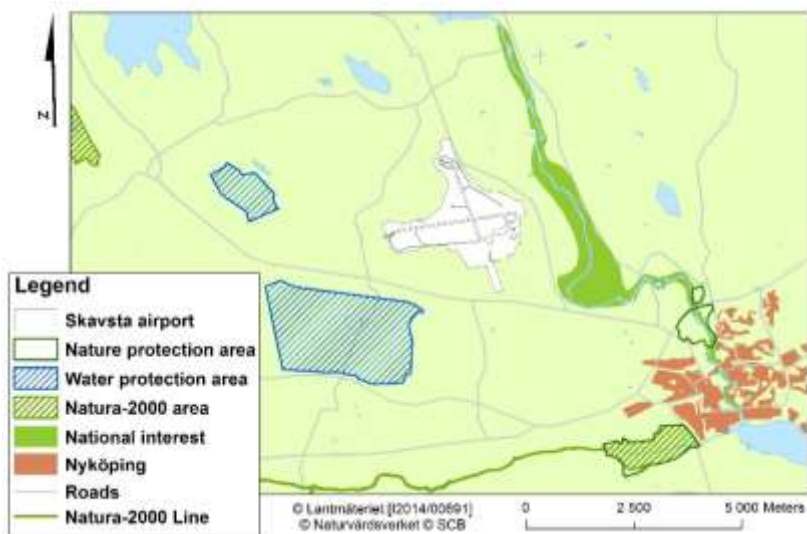 N
Legend
Skavsta airport
Nature protection area
Water protection area
Natura-2000 area
National interest
Nyköping
Roads
Natura-2000 Line
© Lantmäteriet [I2014/00691]
© Naturvårdsverket © SCB
0 2 500 5 000 Meters